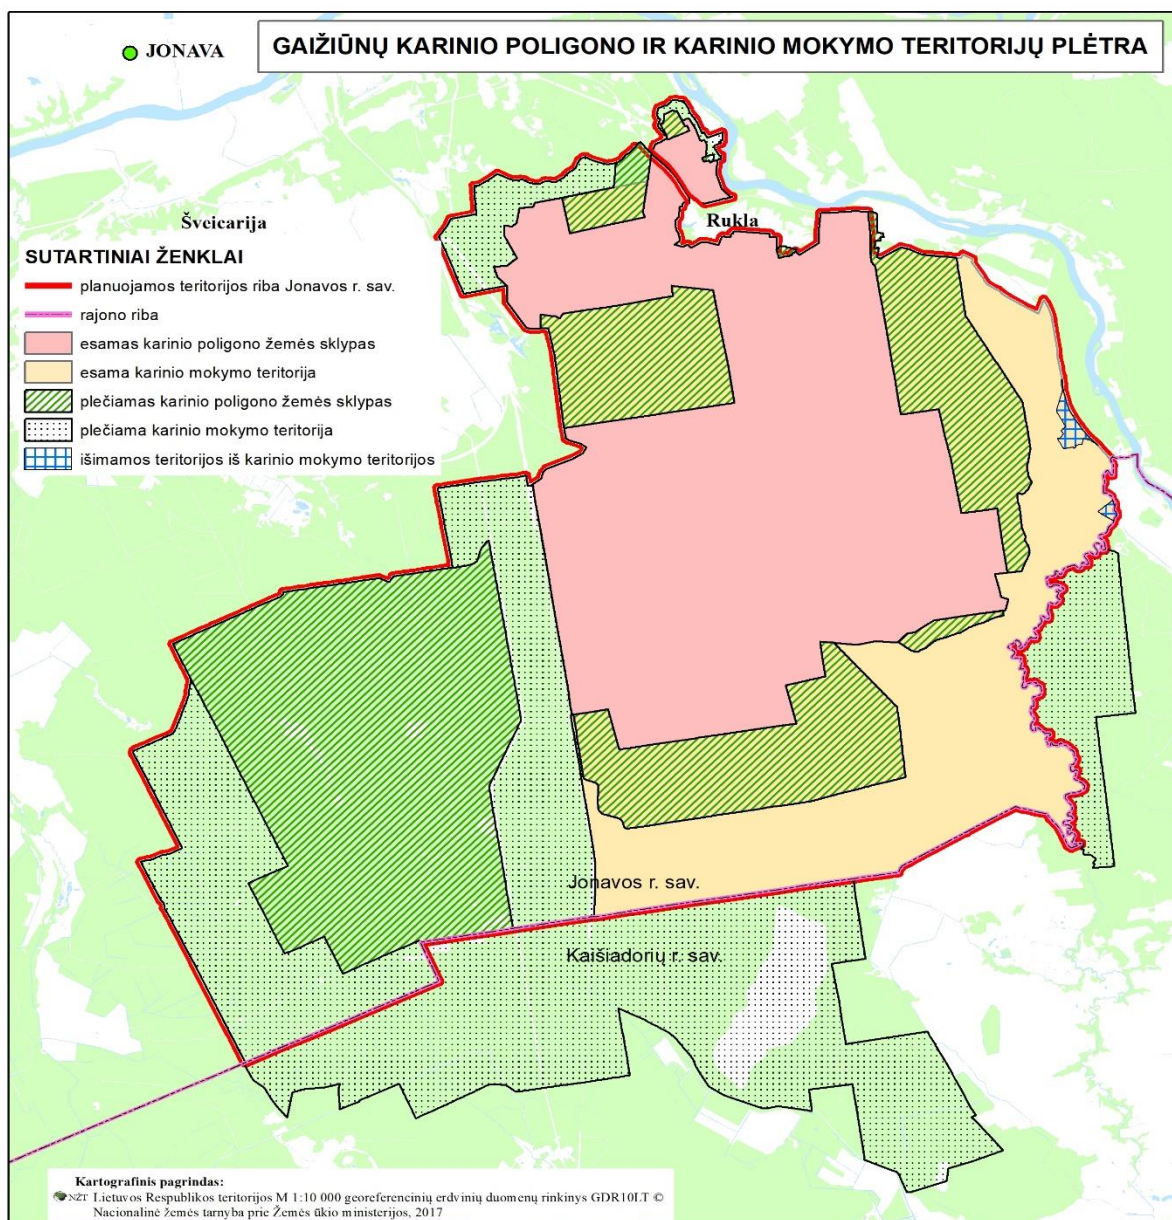 JONAVA
GAIŽIŪNŲ KARINIO POLIGONO IR KARINIO MOKYMO TERITORIJŲ PLĖTRA
Šveicarija
Rukla
SUTARTINIAI ŽENKLAI
planuojamos teritorijos riba Jonavos r. sav.
rajono riba
esamas karinio poligono žemės sklypas
esama karinio mokymo teritorija
plečiamas karinio poligono žemės sklypas
plečiama karinio mokymo teritorija
išimamos teritorijos iš karinio mokymo teritorijos
Jonavos r. sav.
Kaišiadorių r. sav.
Kartografinis pagrindas:
NŽT Lietuvos Respublikos teritorijos M 1:10 000 georeferencinių erdvinių duomenų rinkinys GDR10LT ©
Nacionalinė žemės tarnyba prie Žemės ūkio ministerijos, 2017